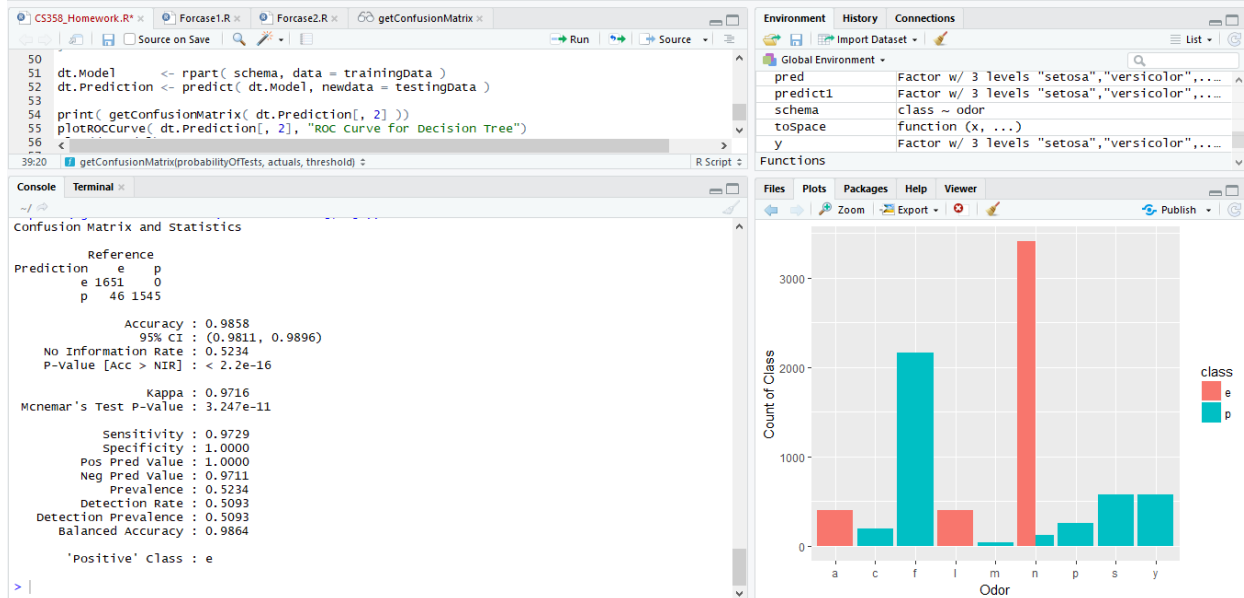 CS358_Homework.R* × Forcase1.R × Forcase2.R × getConfusionMatrix ×
Source on Save Run Source
50
51 dt.Model <- rpart( schema, data = trainingData )
52 dt.Prediction <- predict( dt.Model, newdata = testingData )
53
54 print( getConfusionMatrix( dt.Prediction[, 2] ))
55 plotROCCurve( dt.Prediction[, 2], "ROC Curve for Decision Tree")
56
39:20 getConfusionMatrix(probabilityOfTests, actuals, threshold) R Script
Console Terminal ×
~/
Confusion Matrix and Statistics
Reference
Prediction e p
e 1651 0
p 46 1545
Accuracy : 0.9858
95% CI : (0.9811, 0.9896)
No Information Rate : 0.5234
P-Value [Acc > NIR] : < 2.2e-16
Kappa : 0.9716
Mcnemar's Test P-Value : 3.247e-11
Sensitivity : 0.9729
Specificity : 1.0000
Pos Pred Value : 1.0000
Neg Pred Value : 0.9711
Prevalence : 0.5234
Detection Rate : 0.5093
Detection Prevalence : 0.5093
Balanced Accuracy : 0.9864
'Positive' Class : e
>
Environment History Connections
Import Dataset List
Global Environment
pred Factor w/ 3 levels "setosa","versicolor",..…
predict1 Factor w/ 3 levels "setosa","versicolor",..…
schema class ~ odor
toSpace function (x, ...)
y Factor w/ 3 levels "setosa","versicolor",..…
Functions
Files Plots Packages Help Viewer
Zoom Export Publish
3000
2000
1000
0
Count of Class
a c f l m n p s y
Odor
class
e
p